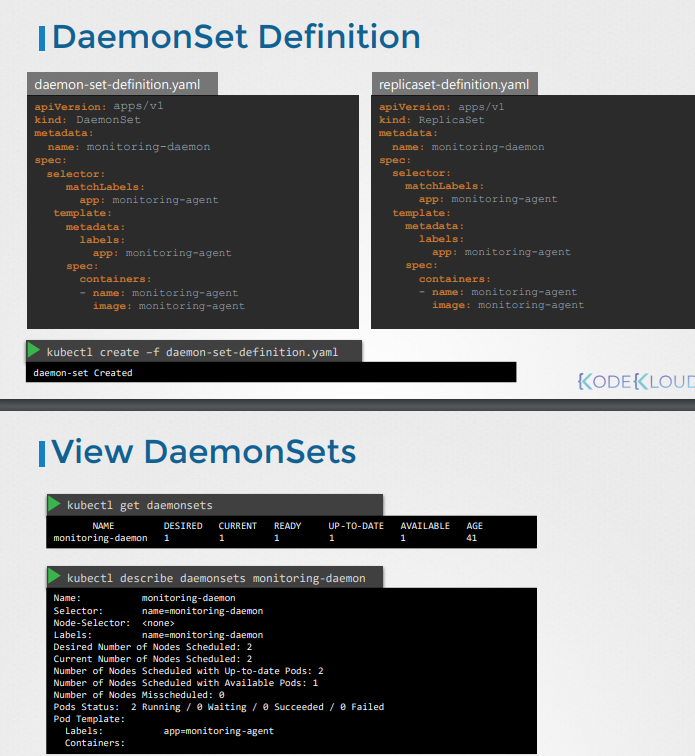 DaemonSet Definition
daemon-set-definition.yaml
apiVersion: apps/v1
kind: DaemonSet
metadata:
name: monitoring-daemon
spec:
selector:
matchLabels:
app: monitoring-agent
template:
metadata:
labels:
app: monitoring-agent
spec:
containers:
- name: monitoring-agent
image: monitoring-agent
replicaset-definition.yaml
apiVersion: apps/v1
kind: ReplicaSet
metadata:
name: monitoring-daemon
spec:
selector:
matchLabels:
app: monitoring-agent
template:
metadata:
labels:
app: monitoring-agent
spec:
containers:
- name: monitoring-agent
image: monitoring-agent
kubectl create –f daemon-set-definition.yaml
daemon-set Created
KODEKLOUD
View DaemonSets
kubectl get daemonsets
NAME DESIRED CURRENT READY UP-TO-DATE AVAILABLE AGE
monitoring-daemon 1 1 1 1 1 41
kubectl describe daemonsets monitoring-daemon
Name: monitoring-daemon
Selector: name=monitoring-daemon
Node-Selector: <none>
Labels: name=monitoring-daemon
Desired Number of Nodes Scheduled: 2
Current Number of Nodes Scheduled: 2
Number of Nodes Scheduled with Up-to-date Pods: 2
Number of Nodes Scheduled with Available Pods: 1
Number of Nodes Misscheduled: 0
Pods Status: 2 Running / 0 Waiting / 0 Succeeded / 0 Failed
Pod Template:
Labels: app=monitoring-agent
Containers: